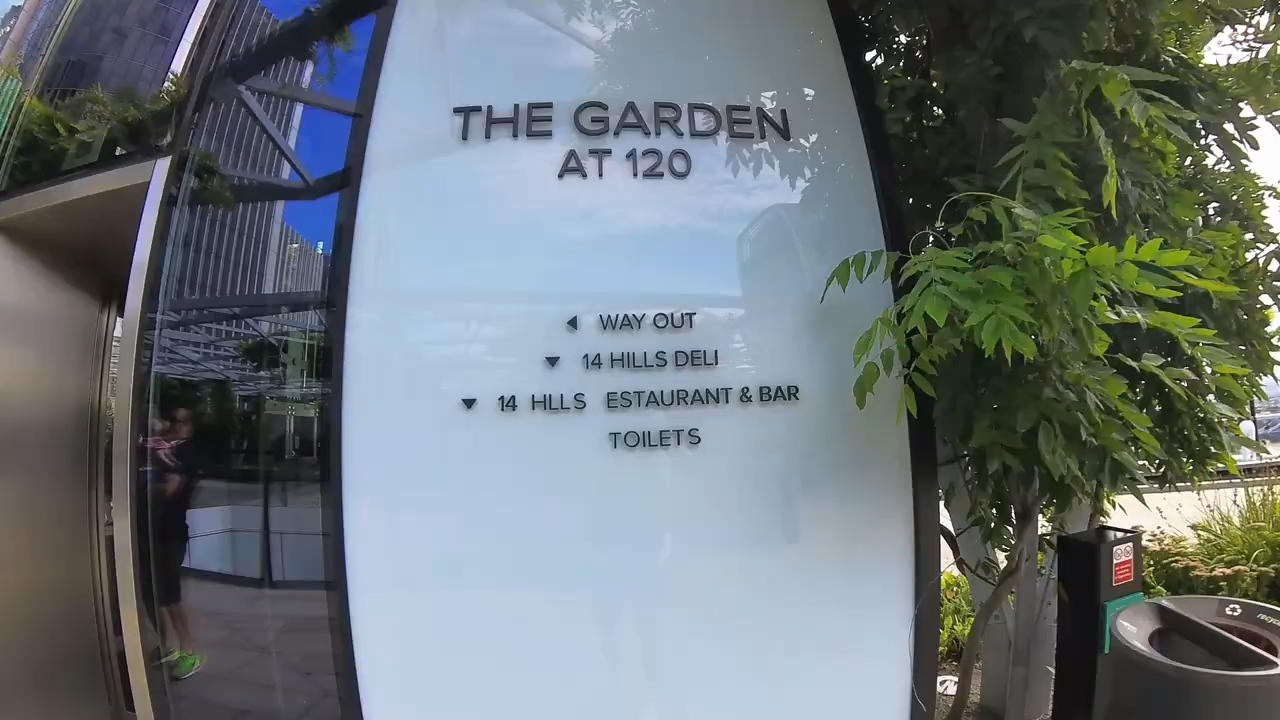 THE GARDEN
AT 120
◀ WAY OUT
▼ 14 HILLS DELI
▼ 14 HLLS ESTAURANT & BAR
TOILETS